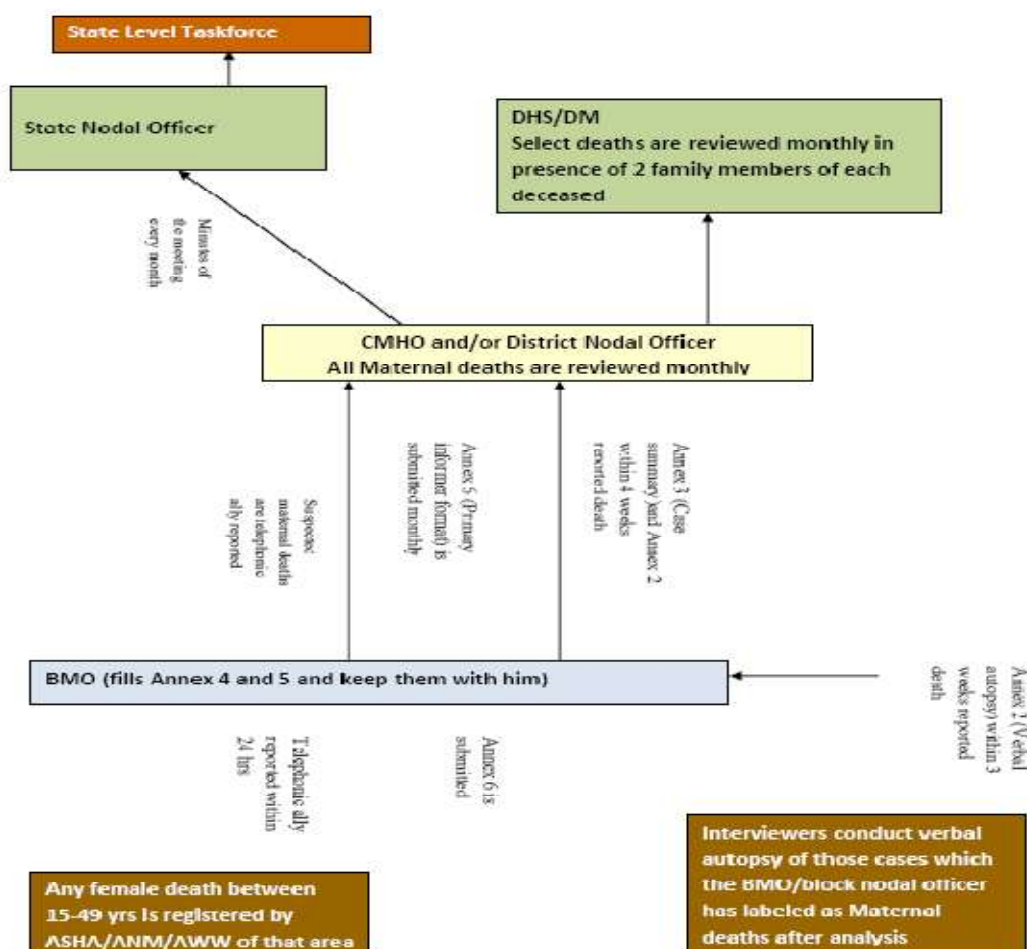 State Level Taskforce
State Nodal Officer
DHS/DM
Select deaths are reviewed monthly in
presence of 2 family members of each
deceased
Minutes of
the meeting
every month
CMHO and/or District Nodal Officer
All Maternal deaths are reviewed monthly
Suspected
maternal deaths
are telephonic
ally reported
Annex 5 (Primary
informer format) is
submitted monthly
Annex 3 (Case
summary)and Annex 2
within 4 weeks
reported death
BMO (fills Annex 4 and 5 and keep them with him)
Annex 2 (Verbal
autopsy) within 3
weeks reported
death
Telephonic ally
reported within
24 hrs
Annex 6 is
submitted
Any female death between
15-49 yrs is registered by
ASHA/ANM/AWW of that area
Interviewers conduct verbal
autopsy of those cases which
the BMO/block nodal officer
has labeled as Maternal
deaths after analysis